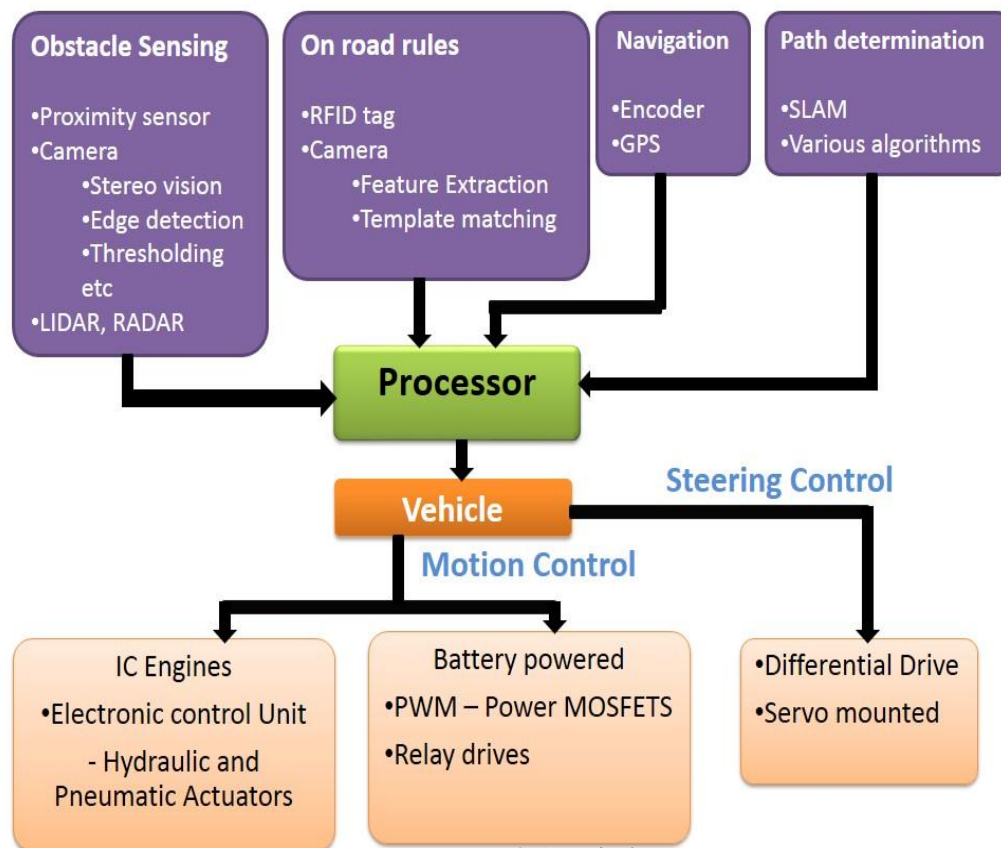 Obstacle Sensing
•Proximity sensor
•Camera
•Stereo vision
•Edge detection
•Thresholding
etc
•LIDAR, RADAR
On road rules
•RFID tag
•Camera
•Feature Extraction
•Template matching
Navigation
•Encoder
•GPS
Path determination
•SLAM
•Various algorithms
Processor
Vehicle
Steering Control
Motion Control
IC Engines
•Electronic control Unit
- Hydraulic and
Pneumatic Actuators
Battery powered
•PWM – Power MOSFETS
•Relay drives
•Differential Drive
•Servo mounted